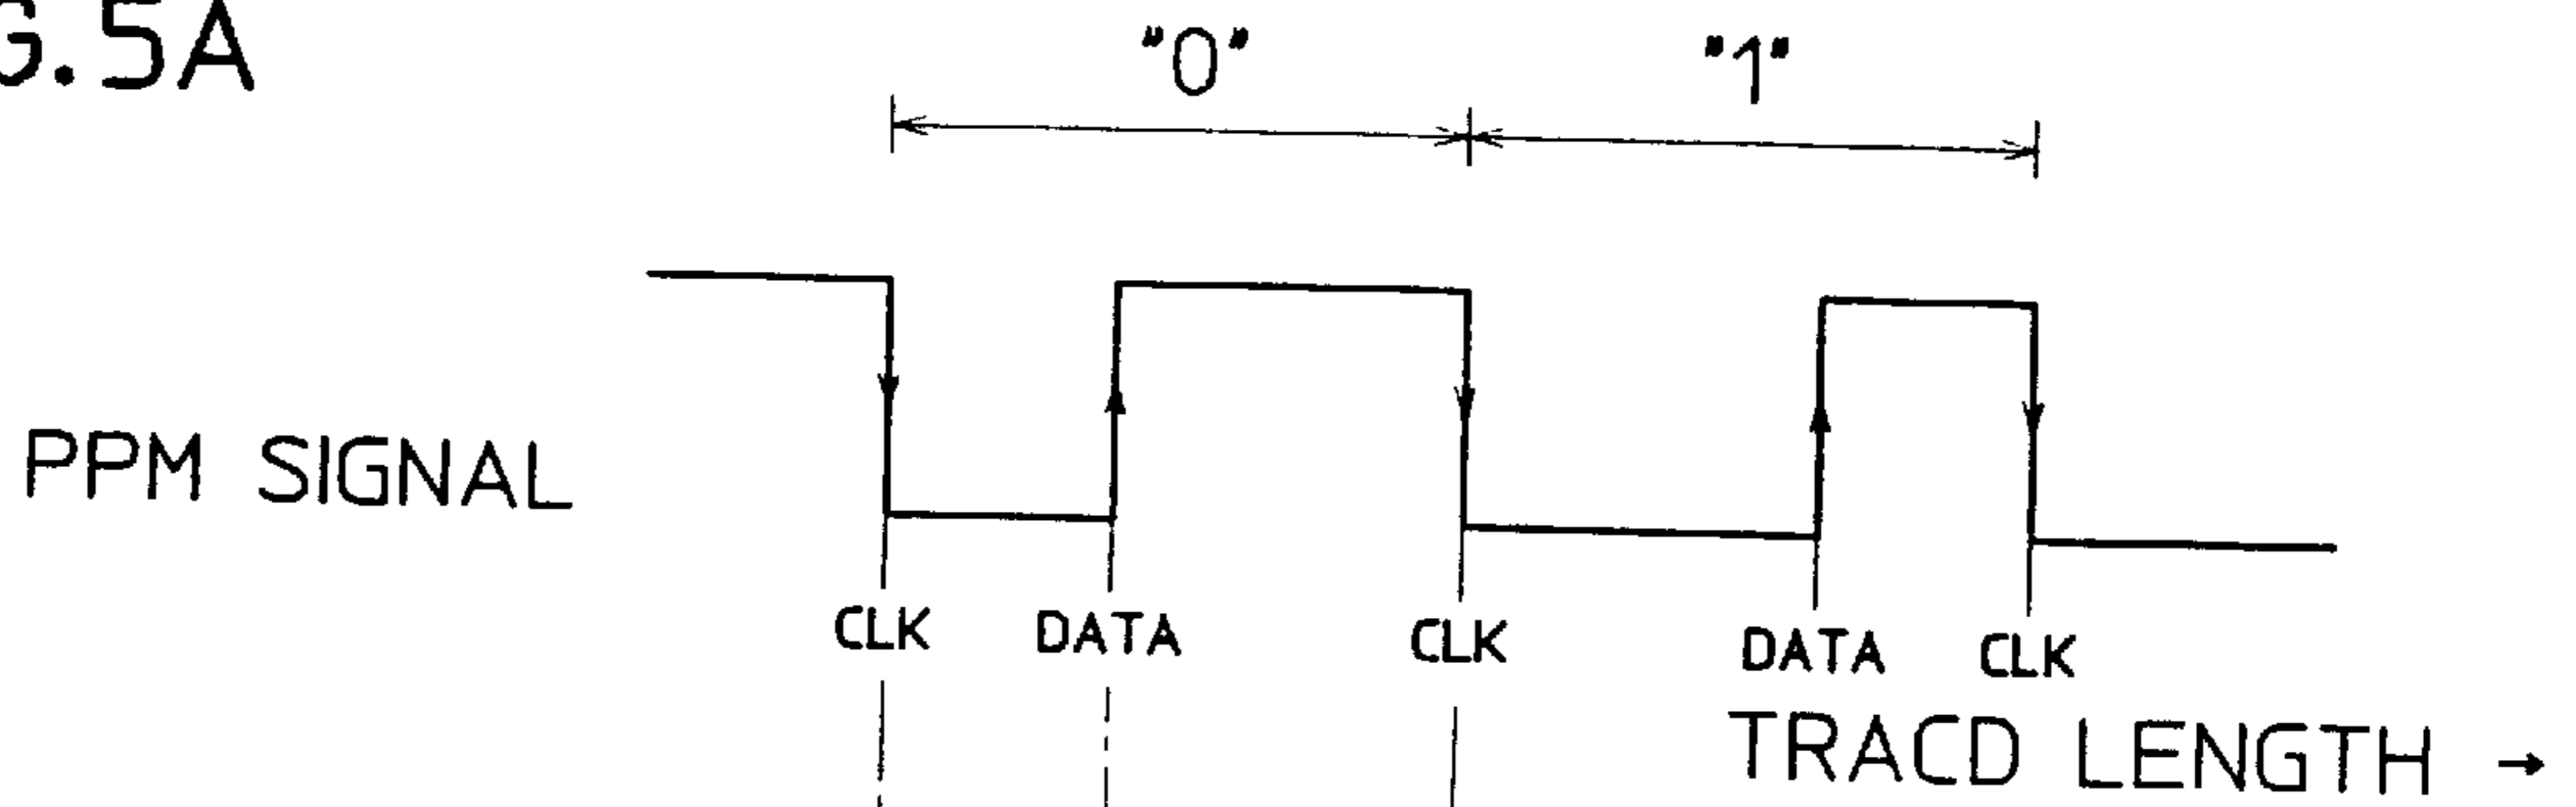 G.5A
"0" "1"
PPM SIGNAL
CLK DATA CLK DATA CLK
TRACD LENGTH →